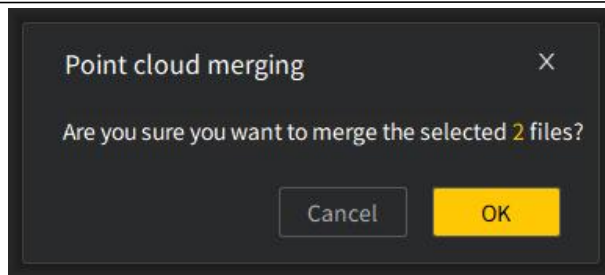 Point cloud merging
X
Are you sure you want to merge the selected 2 files?
Cancel
OK